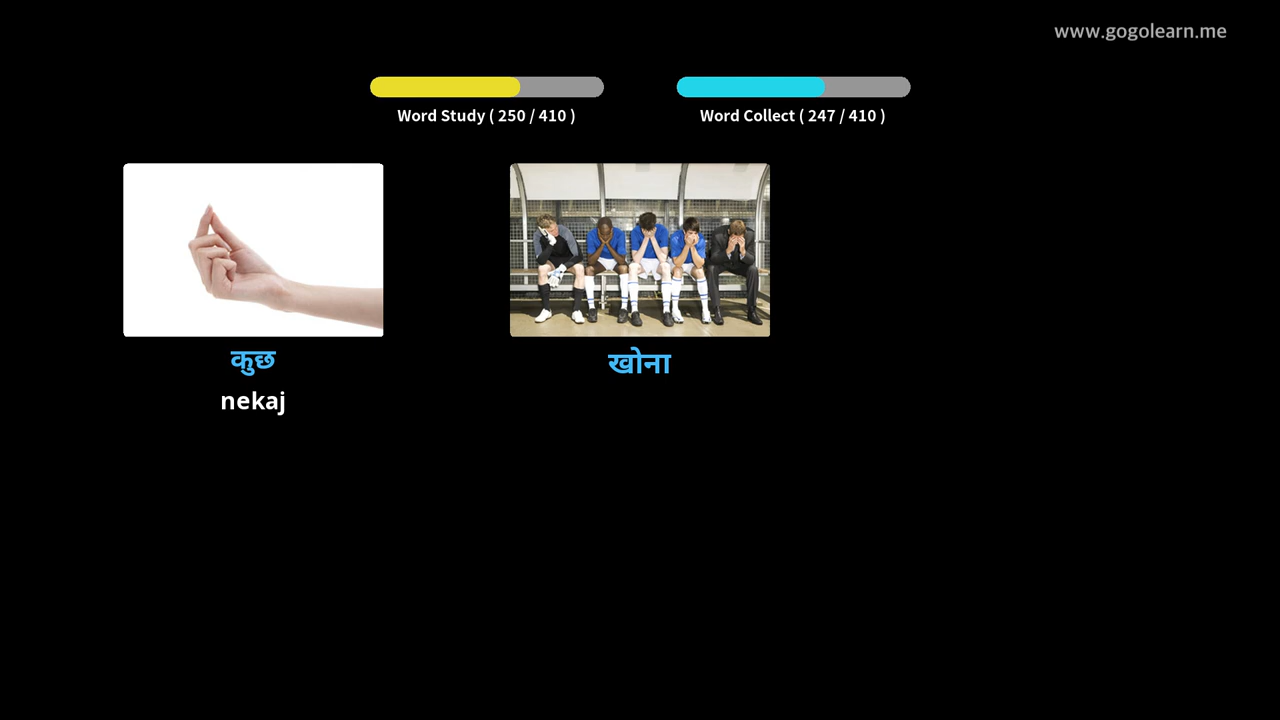 www.gogolearn.me
Word Study ( 250 / 410 )
Word Collect ( 247 / 410 )
कुछ
nekaj
खोना